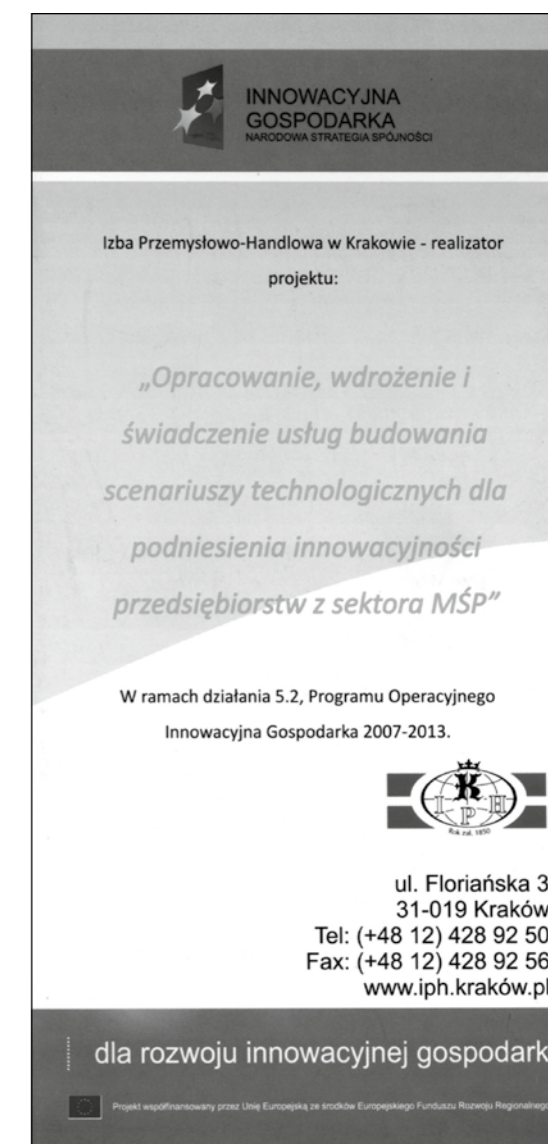 INNOWACYJNA
GOSPODARKA
NARODOWA STRATEGIA SPÓJNOŚCI
Izba Przemysłowo-Handlowa w Krakowie - realizator
projektu:
„Opracowanie, wdrożenie i
świadczenie usług budowania
scenariuszy technologicznych dla
podniesienia innowacyjności
przedsiębiorstw z sektora MŚP”
W ramach działania 5.2, Programu Operacyjnego
Innowacyjna Gospodarka 2007-2013.
K
I P H
Rok zał. 1850
ul. Floriańska 3
31-019 Kraków
Tel: (+48 12) 428 92 50
Fax: (+48 12) 428 92 56
www.iph.kraków.pl
dla rozwoju innowacyjnej gospodark
Projekt współfinansowany przez Unię Europejską ze środków Europejskiego Funduszu Rozwoju Regionalnego